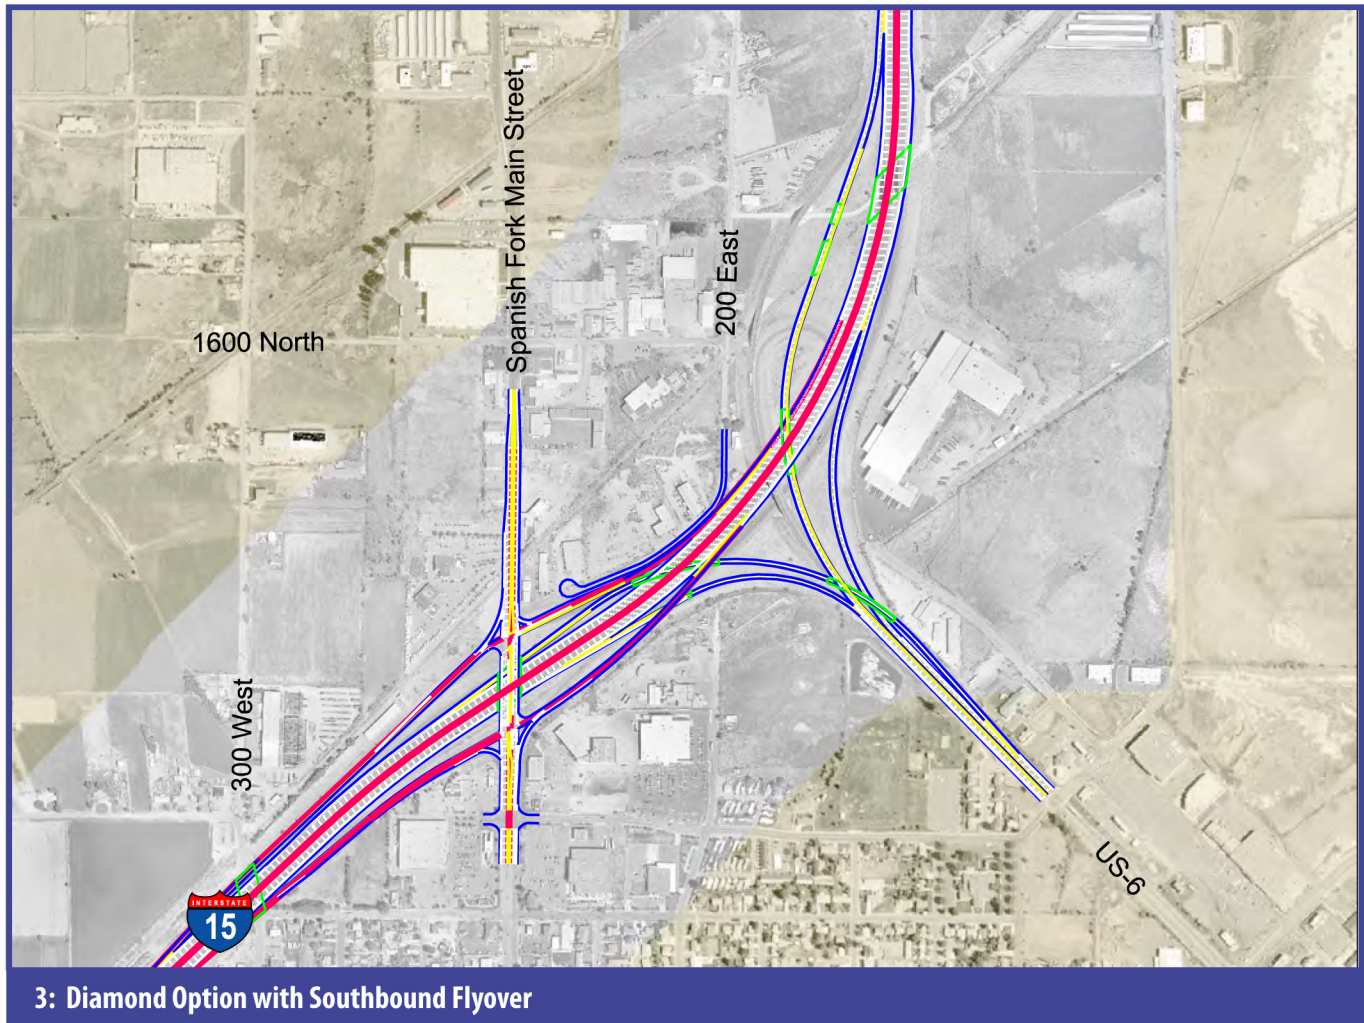 Spanish Fork Main Street
200 East
1600 North
300 West
INTERSTATE
15
US-6
3: Diamond Option with Southbound Flyover